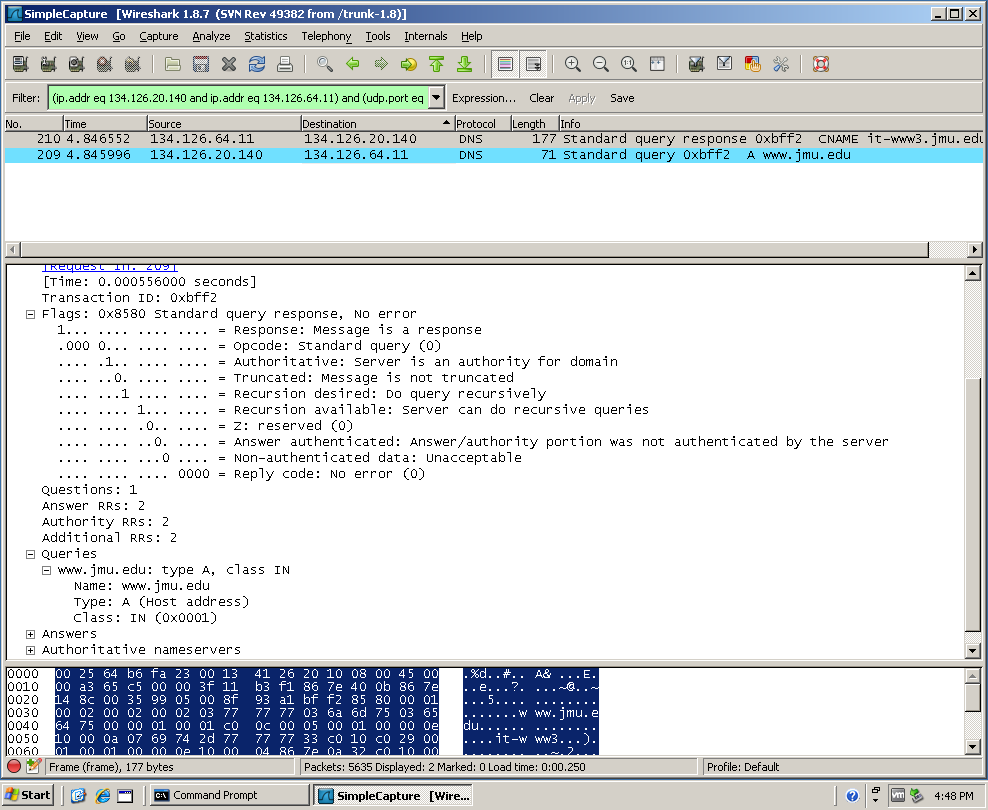 SimpleCapture [Wireshark 1.8.7 (SVN Rev 49382 from /trunk-1.8)]
File Edit View Go Capture Analyze Statistics Telephony Tools Internals Help
Filter: (ip.addr eq 134.126.20.140 and ip.addr eq 134.126.64.11) and (udp.port eq Expression... Clear Apply Save
No. Time Source Destination Protocol Length Info
210 4.846552 134.126.64.11 134.126.20.140 DNS 177 Standard query response 0xbff2 CNAME it-www3.jmu.edu
209 4.845996 134.126.20.140 134.126.64.11 DNS 71 Standard query 0xbff2 A www.jmu.edu
[Request In: 209]
[Time: 0.000556000 seconds]
Transaction ID: 0xbff2
Flags: 0x8580 Standard query response, No error
1... .... .... .... = Response: Message is a response
.000 0... .... .... = Opcode: Standard query (0)
.... .1.. .... .... = Authoritative: Server is an authority for domain
.... ..0. .... .... = Truncated: Message is not truncated
.... ...1 .... .... = Recursion desired: Do query recursively
.... .... 1... .... = Recursion available: Server can do recursive queries
.... .... .0.. .... = Z: reserved (0)
.... .... ..0. .... = Answer authenticated: Answer/authority portion was not authenticated by the server
.... .... ...0 .... = Non-authenticated data: Unacceptable
.... .... .... 0000 = Reply code: No error (0)
Questions: 1
Answer RRs: 2
Authority RRs: 2
Additional RRs: 2
Queries
www.jmu.edu: type A, class IN
Name: www.jmu.edu
Type: A (Host address)
Class: IN (0x0001)
Answers
Authoritative nameservers
0000 00 25 64 b6 fa 23 00 13 41 26 20 10 08 00 45 00 .%d..#.. A& ...E.
0010 00 a3 65 c5 00 00 3f 11 b3 f1 86 7e 40 0b 86 7e ..e...?. ...~@..~
0020 14 8c 00 35 99 05 00 8f 93 a1 bf f2 85 80 00 01 ...5.... ........
0030 00 02 00 02 00 02 03 77 77 77 03 6a 6d 75 03 65 .......w ww.jmu.e
0040 64 75 00 00 01 00 01 c0 0c 00 05 00 01 00 00 0e du...... ........
0050 10 00 0a 07 69 74 2d 77 77 77 33 c0 10 c0 29 00 ....it-w ww3...).
0060 01 00 01 00 00 0e 10 00 04 86 7e 0a 32 c0 10 00 ........ ..~.2...
Frame (frame), 177 bytes Packets: 5635 Displayed: 2 Marked: 0 Load time: 0:00.250 Profile: Default
Start Command Prompt SimpleCapture [Wire... 4:48 PM